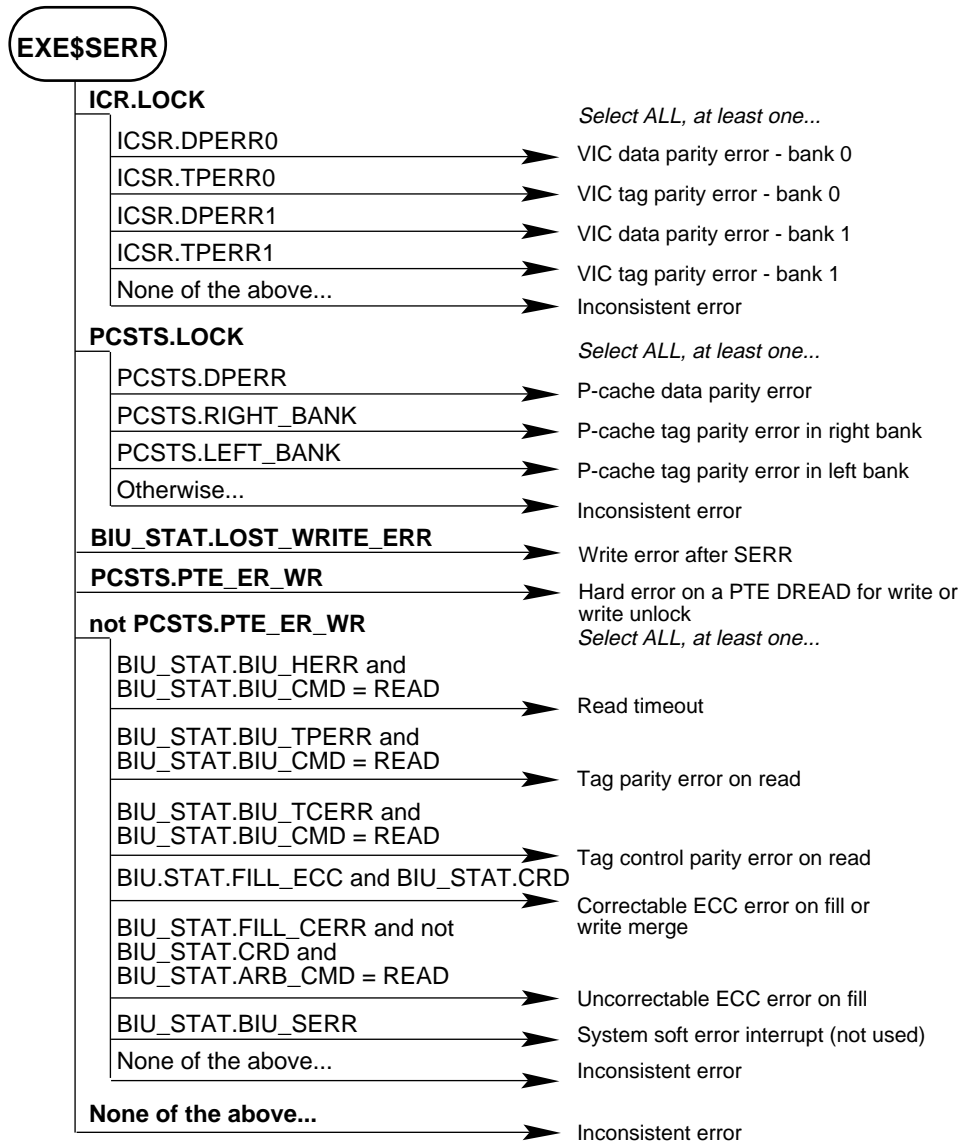 EXE$SERR
ICR.LOCK
Select ALL, at least one...
ICSR.DPERR0
VIC data parity error - bank 0
ICSR.TPERR0
VIC tag parity error - bank 0
ICSR.DPERR1
VIC data parity error - bank 1
ICSR.TPERR1
VIC tag parity error - bank 1
None of the above...
Inconsistent error
PCSTS.LOCK
Select ALL, at least one...
PCSTS.DPERR
P-cache data parity error
PCSTS.RIGHT_BANK
P-cache tag parity error in right bank
PCSTS.LEFT_BANK
P-cache tag parity error in left bank
Otherwise...
Inconsistent error
BIU_STAT.LOST_WRITE_ERR
Write error after SERR
PCSTS.PTE_ER_WR
Hard error on a PTE DREAD for write or
write unlock
not PCSTS.PTE_ER_WR
Select ALL, at least one...
BIU_STAT.BIU_HERR and
BIU_STAT.BIU_CMD = READ
Read timeout
BIU_STAT.BIU_TPERR and
BIU_STAT.BIU_CMD = READ
Tag parity error on read
BIU_STAT.BIU_TCERR and
BIU_STAT.BIU_CMD = READ
Tag control parity error on read
BIU.STAT.FILL_ECC and BIU_STAT.CRD
Correctable ECC error on fill or
write merge
BIU_STAT.FILL_CERR and not
BIU_STAT.CRD and
BIU_STAT.ARB_CMD = READ
Uncorrectable ECC error on fill
BIU_STAT.BIU_SERR
System soft error interrupt (not used)
None of the above...
Inconsistent error
None of the above...
Inconsistent error